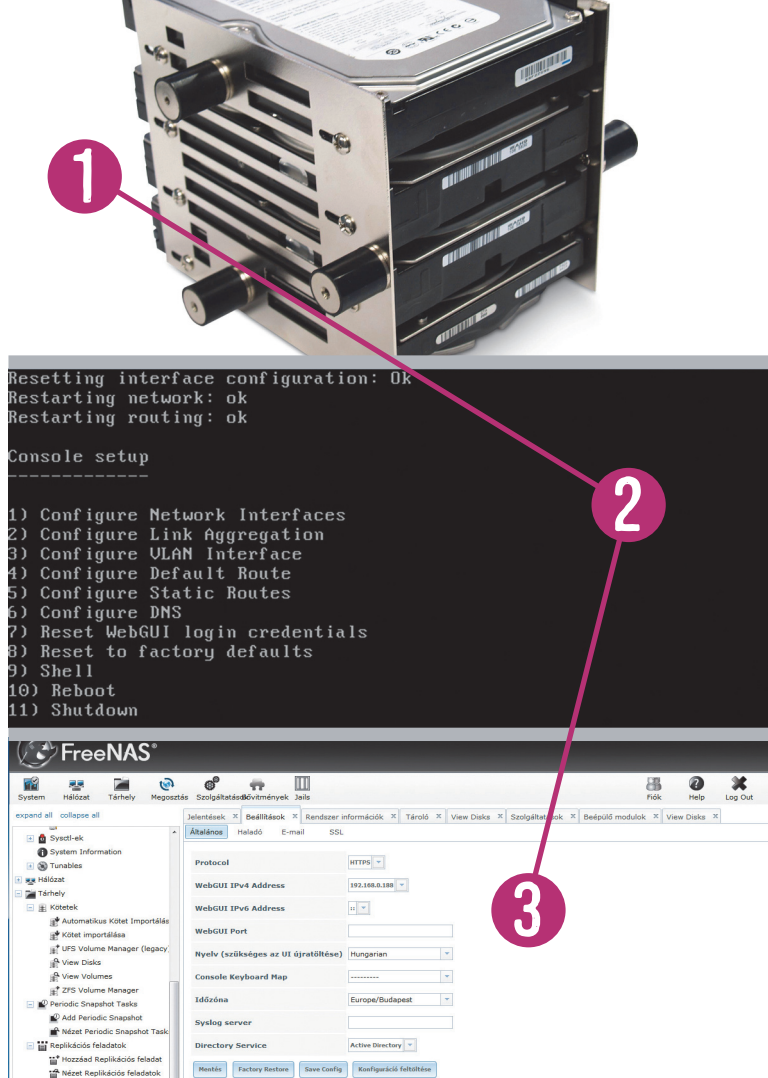 1
Resetting interface configuration: Ok
Restarting network: ok
Restarting routing: ok
Console setup
-------------
2
1) Configure Network Interfaces
2) Configure Link Aggregation
3) Configure VLAN Interface
4) Configure Default Route
5) Configure Static Routes
6) Configure DNS
7) Reset WebGUI login credentials
8) Reset to factory defaults
9) Shell
10) Reboot
11) Shutdown
FreeNAS®
System Hálózat Tárhely Megosztás Szolgáltatások Bővítmények Jails Fiók Help Log Out
expand all collapse all
Jelentések Beállítások Rendszer információk Tároló View Disks Szolgáltatások Beépülő modulok View Disks
Általános Haladó E-mail SSL
Sysctl-ek
System Information
Tunables
Hálózat
Tárhely
Kötetek
Automatikus Kötet Importálás
Kötet importálása
UFS Volume Manager (legacy)
View Disks
View Volumes
ZFS Volume Manager
Periodic Snapshot Tasks
Add Periodic Snapshot
Nézet Periodic Snapshot Task
Replikációs feladatok
Hozzáad Replikációs feladat
Nézet Replikációs feladatok
Protocol HTTPS
WebGUI IPv4 Address 192.168.0.188
WebGUI IPv6 Address ::
WebGUI Port
Nyelv (szükséges az UI újratöltése) Hungarian
Console Keyboard Map ---------
Időzóna Europe/Budapest
Syslog server
Directory Service Active Directory
Mentés Factory Restore Save Config Konfiguráció feltöltése
3